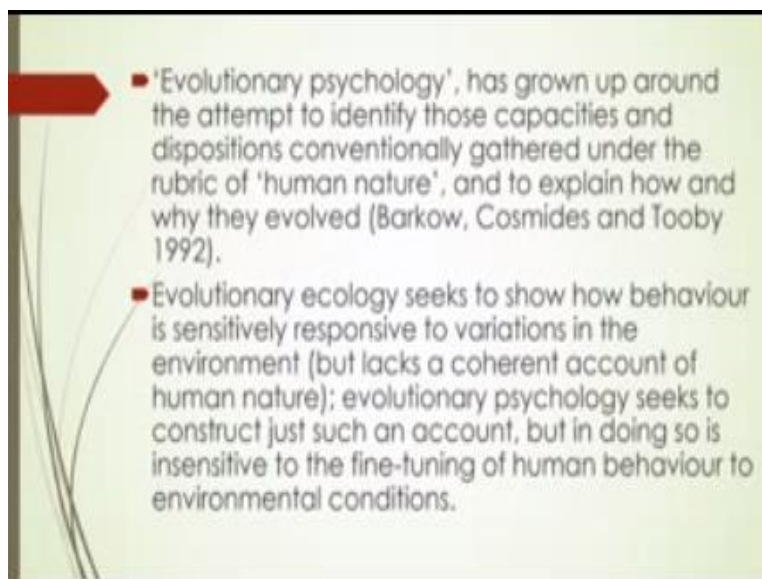 'Evolutionary psychology', has grown up around
the attempt to identify those capacities and
dispositions conventionally gathered under the
rubric of 'human nature', and to explain how and
why they evolved (Barkow, Cosmides and Tooby
1992).
Evolutionary ecology seeks to show how behaviour
is sensitively responsive to variations in the
environment (but lacks a coherent account of
human nature); evolutionary psychology seeks to
construct just such an account, but in doing so is
insensitive to the fine-tuning of human behaviour to
environmental conditions.